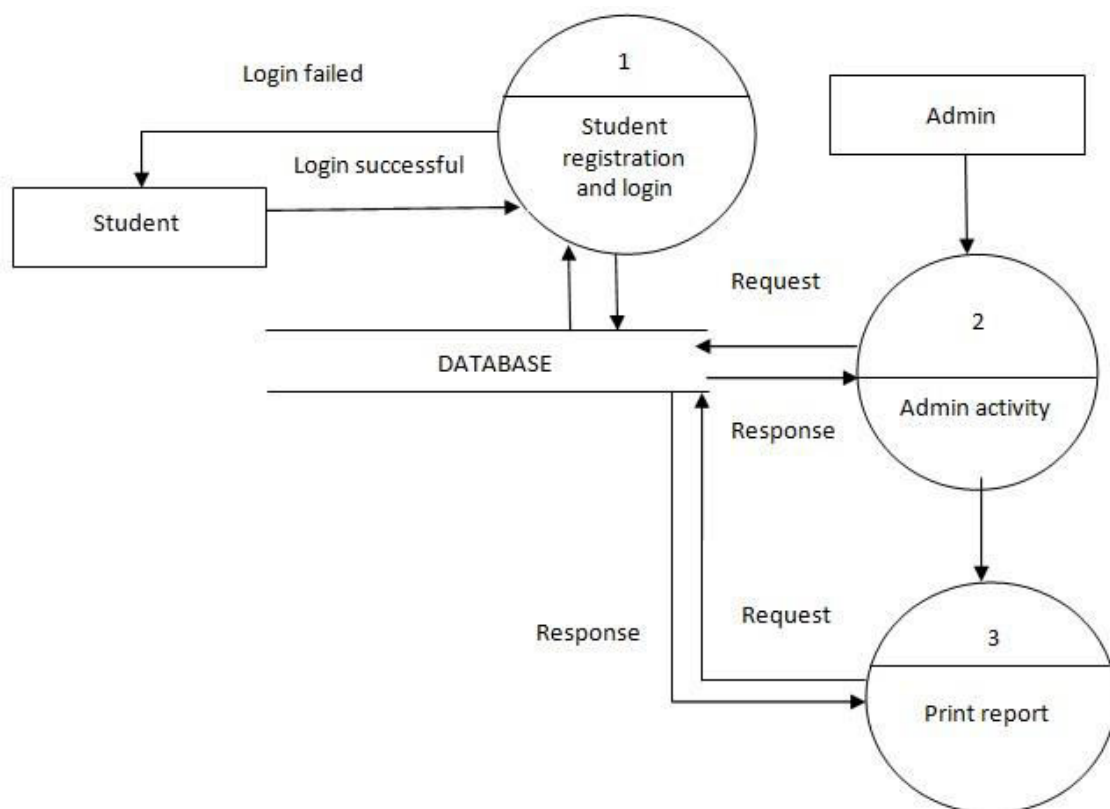 1
Login failed
Admin
Student
registration
and login
Login successful
Student
Request
2
DATABASE
Admin activity
Response
Request
Response
3
Print report